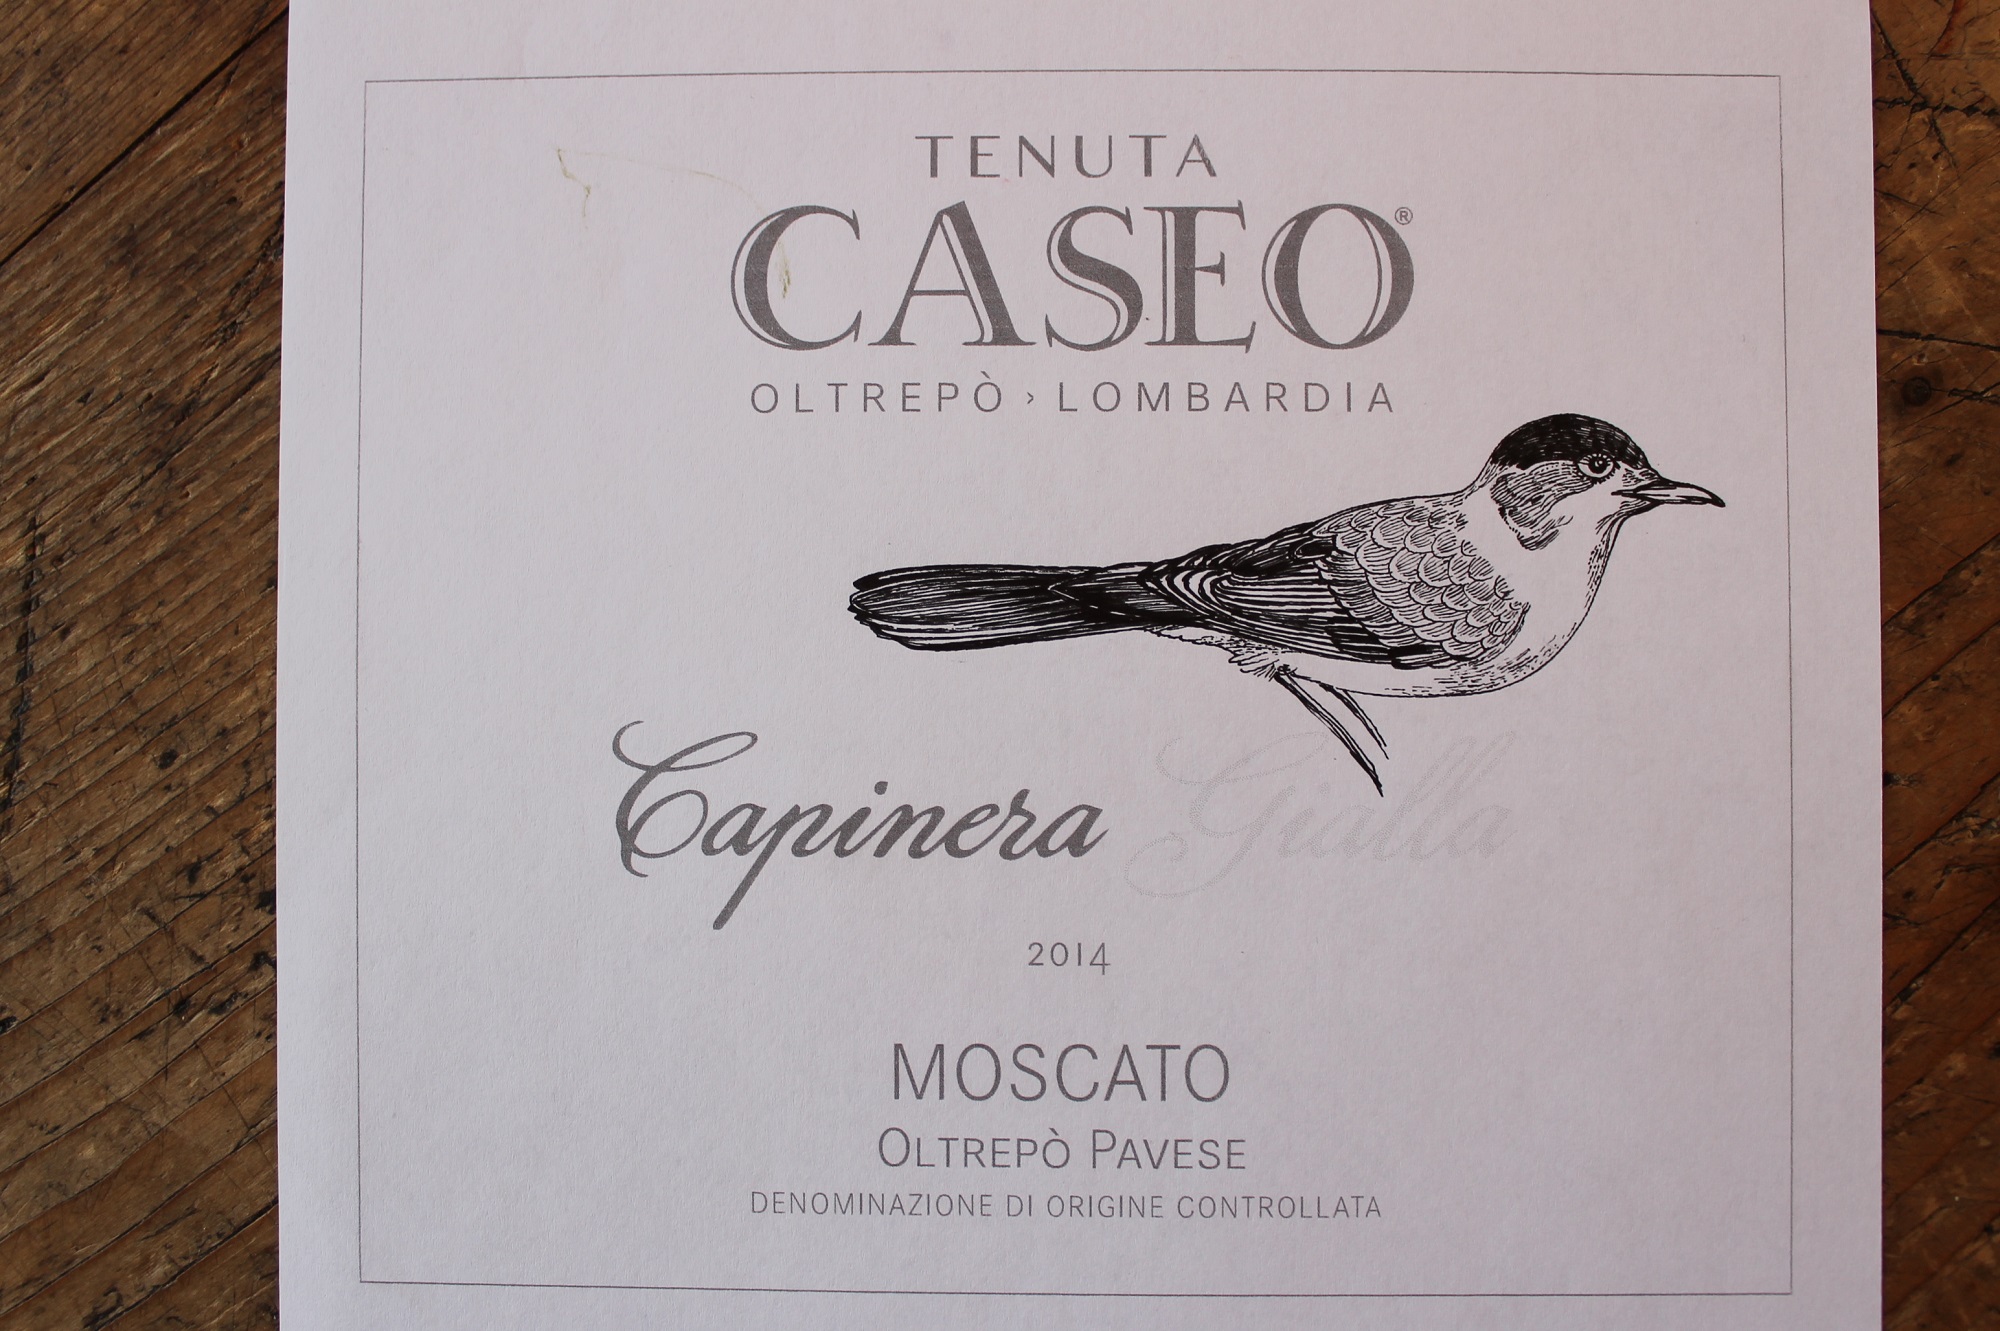 TENUTA
CASEO®
OLTREPÒ › LOMBARDIA
Capinera Gialla
2014
MOSCATO
OLTREPÒ PAVESE
DENOMINAZIONE DI ORIGINE CONTROLLATA